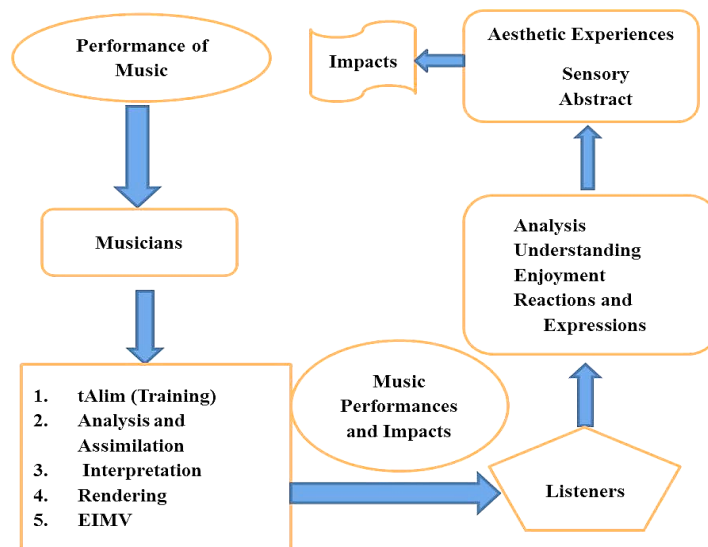 Performance of
Music
Musicians
1. tAlim (Training)
2. Analysis and
Assimilation
3. Interpretation
4. Rendering
5. EIMV
Music
Performances
and Impacts
Listeners
Analysis
Understanding
Enjoyment
Reactions and
Expressions
Aesthetic Experiences
Sensory
Abstract
Impacts